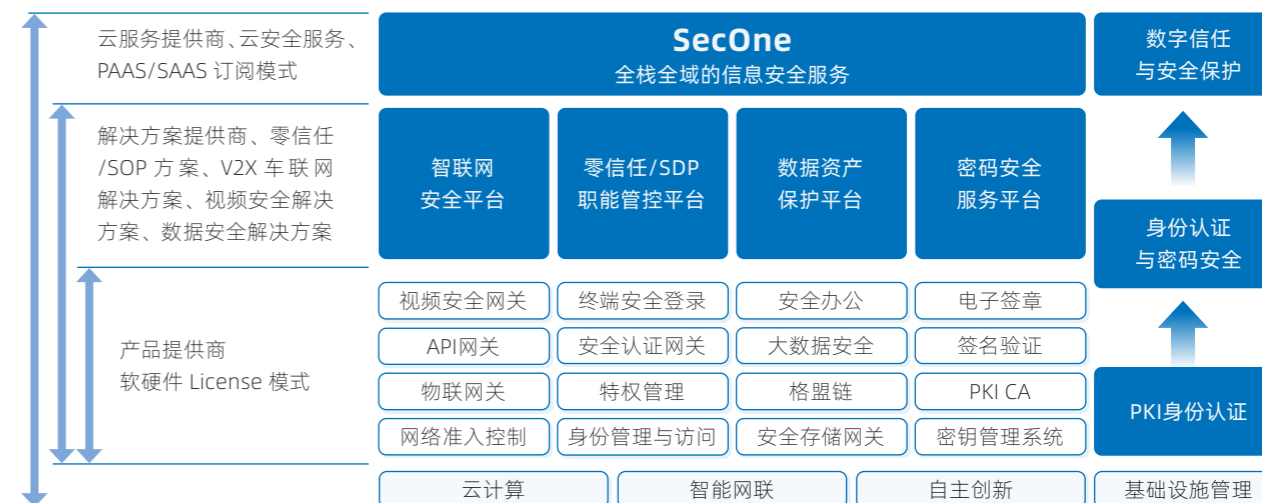 云服务提供商、云安全服务、
PAAS/SAAS 订阅模式
SecOne
全栈全域的信息安全服务
数字信任
与安全保护
解决方案提供商、零信任
/SOP 方案、V2X 车联网
解决方案、视频安全解决
方案、数据安全解决方案
智联网
安全平台
零信任/SDP
职能管控平台
数据资产
保护平台
密码安全
服务平台
身份认证
与密码安全
产品提供商
软硬件 License 模式
视频安全网关
终端安全登录
安全办公
电子签章
API网关
安全认证网关
大数据安全
签名验证
物联网关
特权管理
格盟链
PKI CA
网络准入控制
身份管理与访问
安全存储网关
密钥管理系统
PKI身份认证
云计算
智能网联
自主创新
基础设施管理